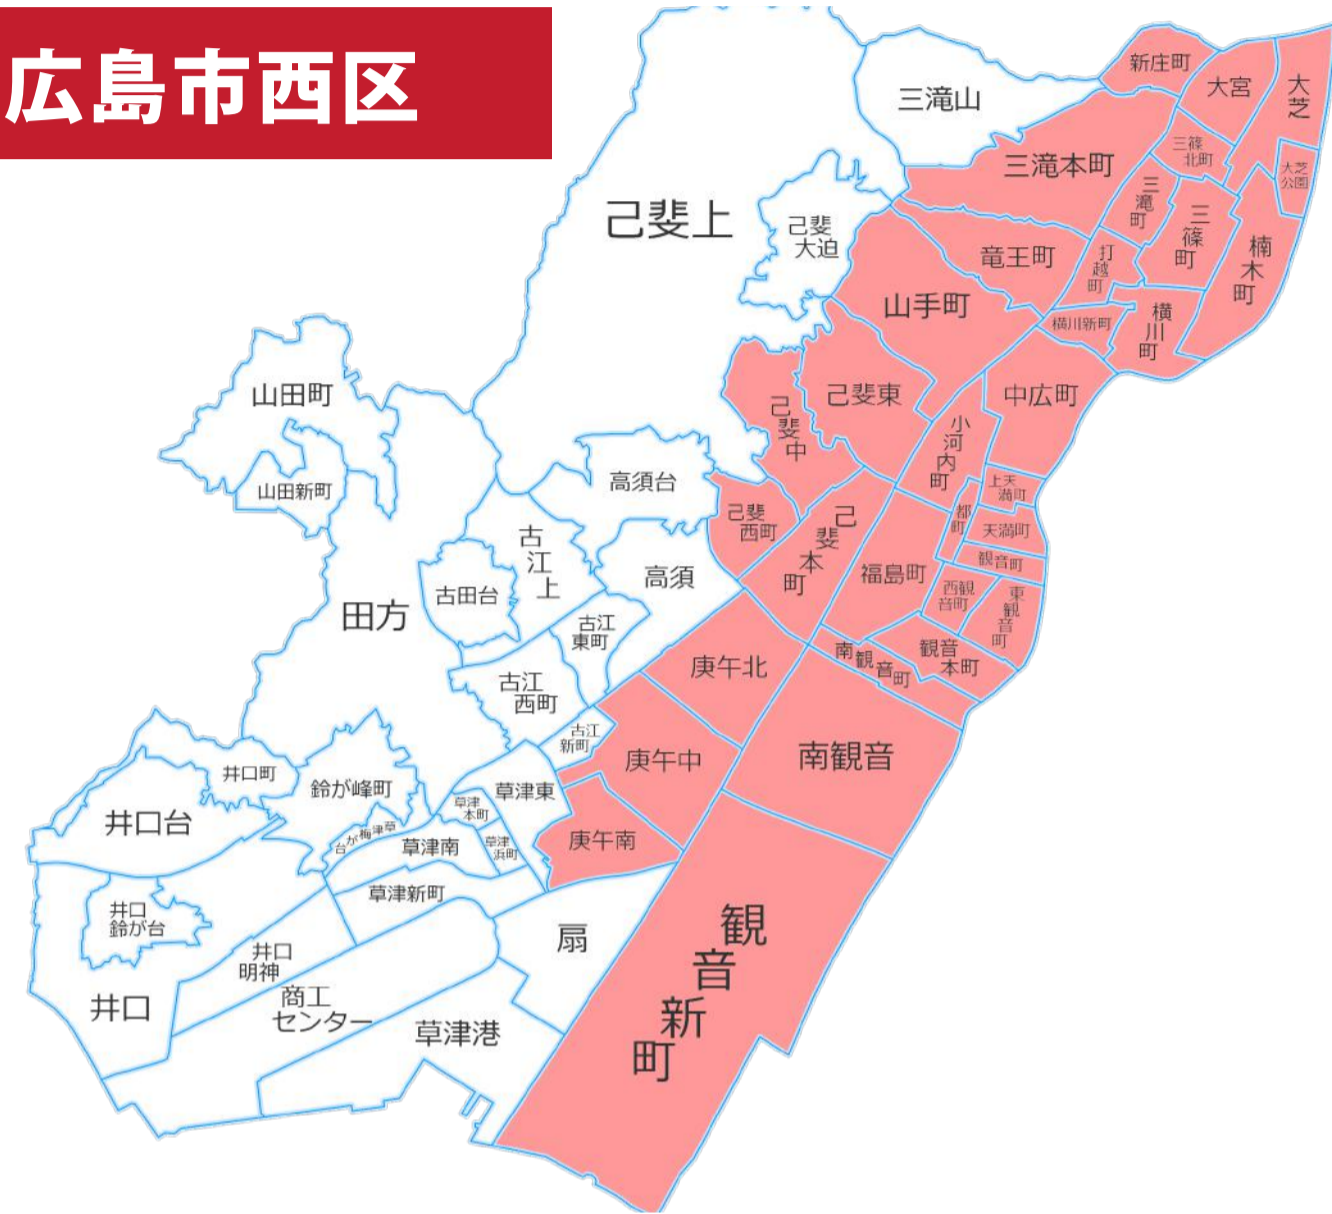 広島市西区
新庄町
大宮
大芝
三滝山
三篠
北町
三滝本町
大芝
公園
三滝町
三篠町
己斐上
己斐
大迫
楠木町
竜王町
打越町
山手町
横川新町
横川町
山田町
己斐東
中広町
己斐中
小河内町
高須台
山田新町
上天
満町
己斐
西町
己斐本町
都町
天満町
古江上
観音町
高須
福島町
西観
音町
東観音町
古田台
田方
古江
東町
南観音町
観音
本町
庚午北
古江
西町
古江
新町
庚午中
南観音
井口町
鈴が峰町
草津東
草津
本町
井口台
草津梅が台
草津南
草津
浜町
庚午南
草津新町
井口
鈴が台
扇
観音新町
井口
明神
井口
商工
センター
草津港